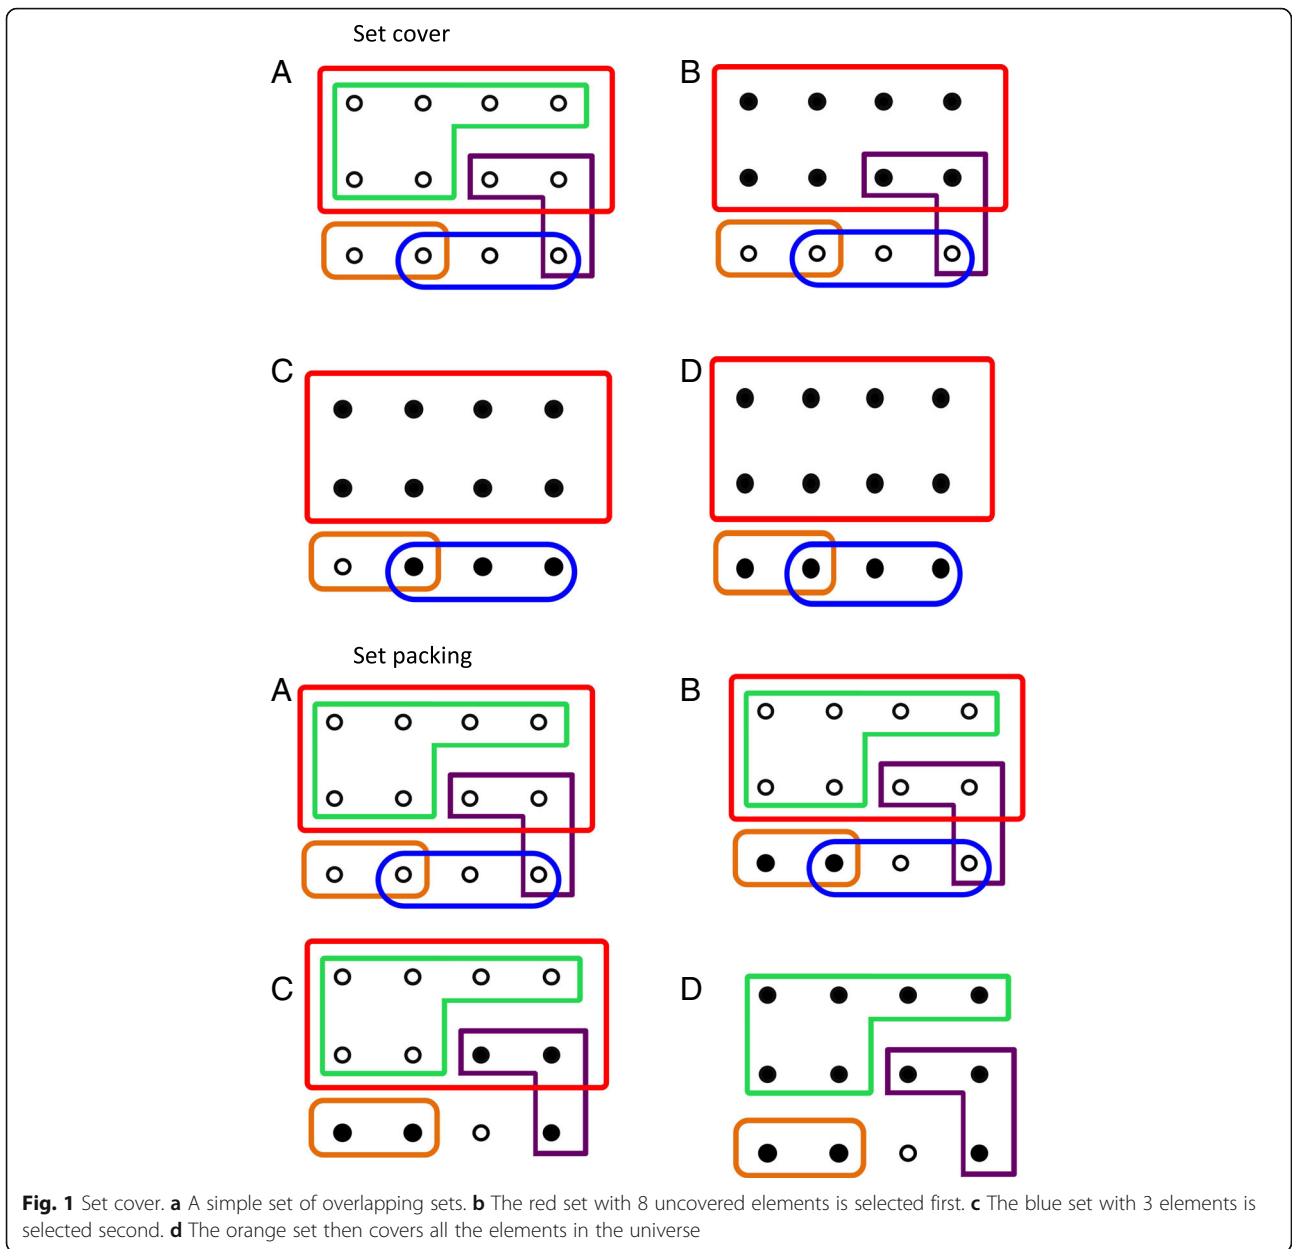 Set cover
A
B
C
D
Set packing
A
B
C
D
Fig. 1 Set cover. a A simple set of overlapping sets. b The red set with 8 uncovered elements is selected first. c The blue set with 3 elements is
selected second. d The orange set then covers all the elements in the universe